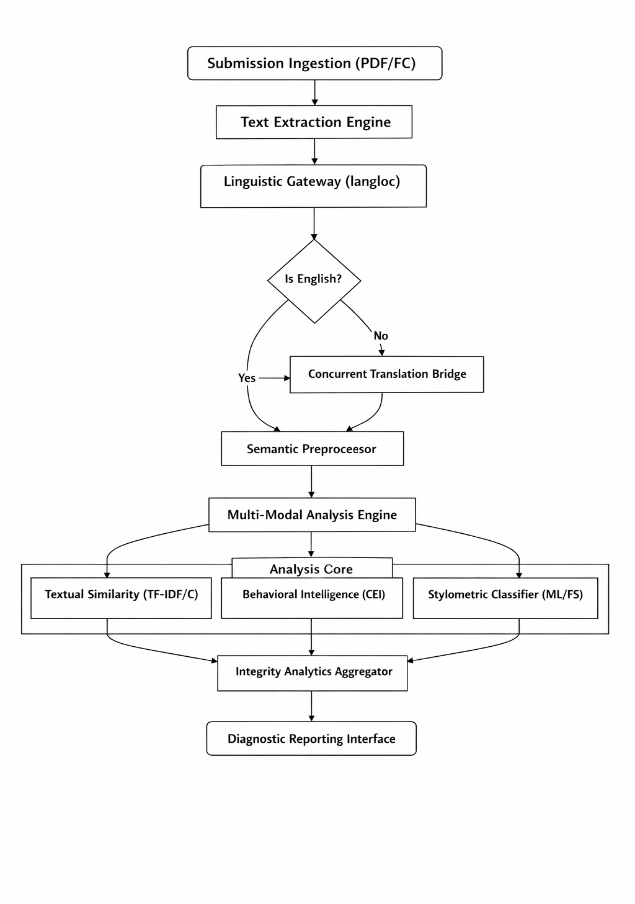 Submission Ingestion (PDF/FC)
Text Extraction Engine
Linguistic Gateway (langloc)
Is English?
No
Yes
Concurrent Translation Bridge
Semantic Preproceesor
Multi-Modal Analysis Engine
Analysis Core
Textual Similarity (TF-IDF/C)
Behavioral Intelligence (CEI)
Stylometric Classifier (ML/FS)
Integrity Analytics Aggregator
Diagnostic Reporting Interface